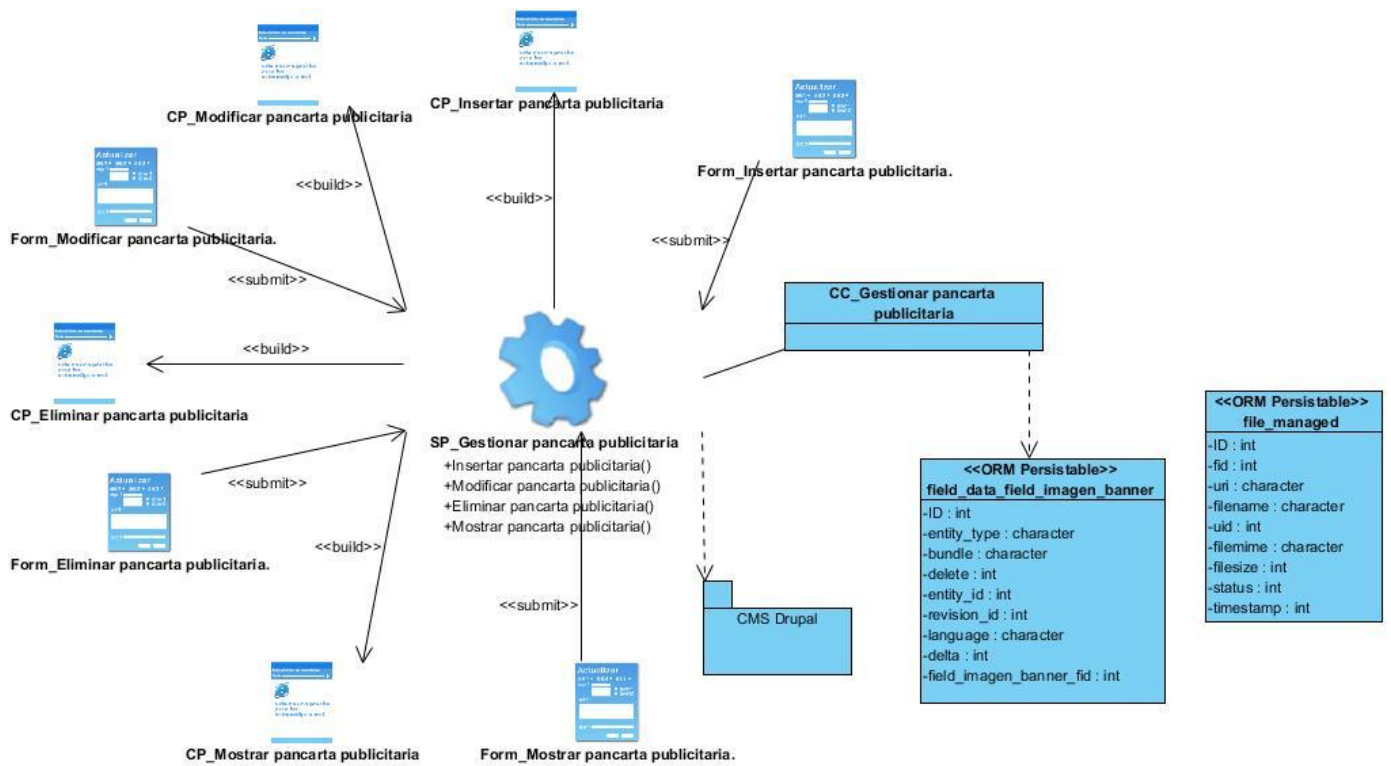 CP_Modificar pancarta publicitaria
CP_Insertar pancarta publicitaria
Actualizar
Form_Insertar pancarta publicitaria.
Actualizar
Form_Modificar pancarta publicitaria.
<<build>>
<<build>>
<<submit>>
<<submit>>
CC_Gestionar pancarta
publicitaria
<<build>>
CP_Eliminar pancarta publicitaria
SP_Gestionar pancarta publicitaria
+Insertar pancarta publicitaria()
+Modificar pancarta publicitaria()
+Eliminar pancarta publicitaria()
+Mostrar pancarta publicitaria()
<<submit>>
Actualizar
Form_Eliminar pancarta publicitaria.
<<build>>
<<submit>>
CMS Drupal
<<ORM Persistable>>
field_data_field_imagen_banner
-ID : int
-entity_type : character
-bundle : character
-delete : int
-entity_id : int
-revision_id : int
-language : character
-delta : int
-field_imagen_banner_fid : int
<<ORM Persistable>>
file_managed
-ID : int
-fid : int
-uri : character
-filename : character
-uid : int
-filemime : character
-filesize : int
-status : int
-timestamp : int
CP_Mostrar pancarta publicitaria
Actualizar
Form_Mostrar pancarta publicitaria.